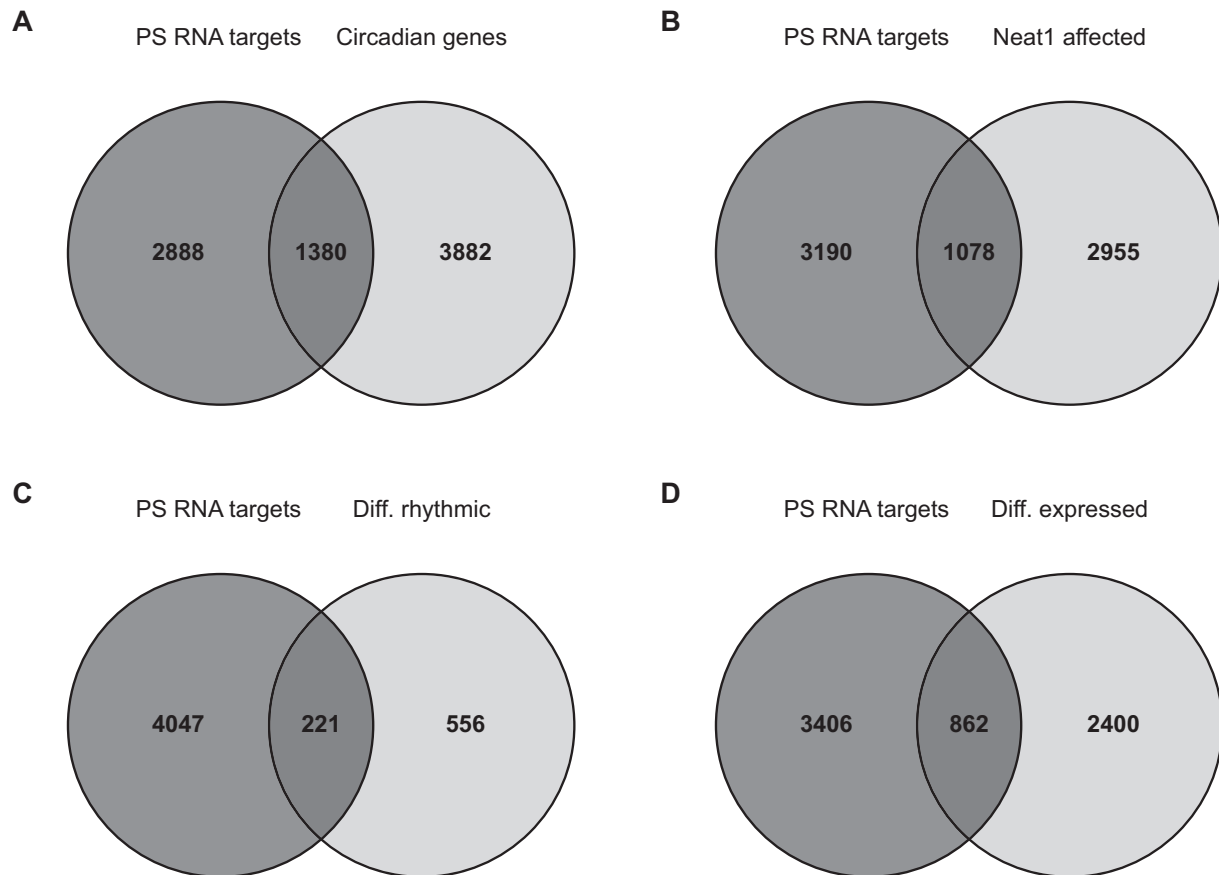 A
PS RNA targets Circadian genes
2888 1380 3882
B
PS RNA targets Neat1 affected
3190 1078 2955
C
PS RNA targets Diff. rhythmic
4047 221 556
D
PS RNA targets Diff. expressed
3406 862 2400